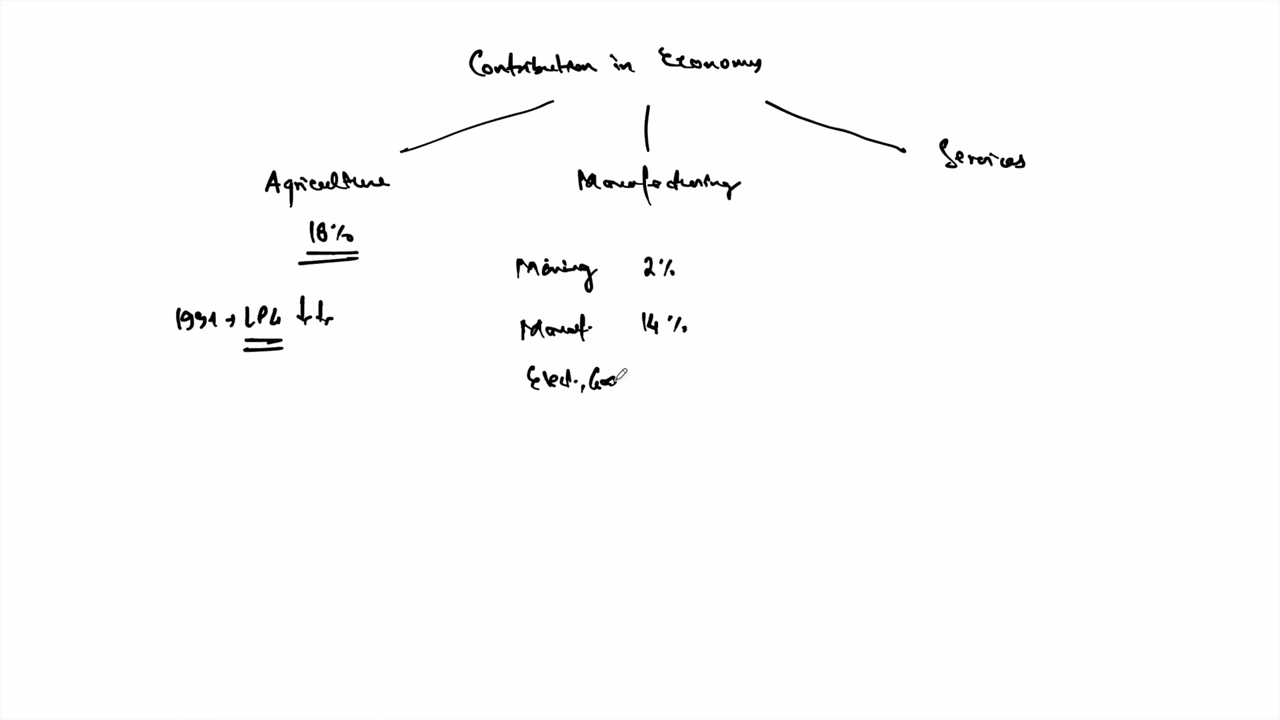 Contribution in Economy
Agriculture
Manufacturing
Services
18%
1991 → LPG ↓↓
Mining 2%
Manuf. 14%
Elect.,